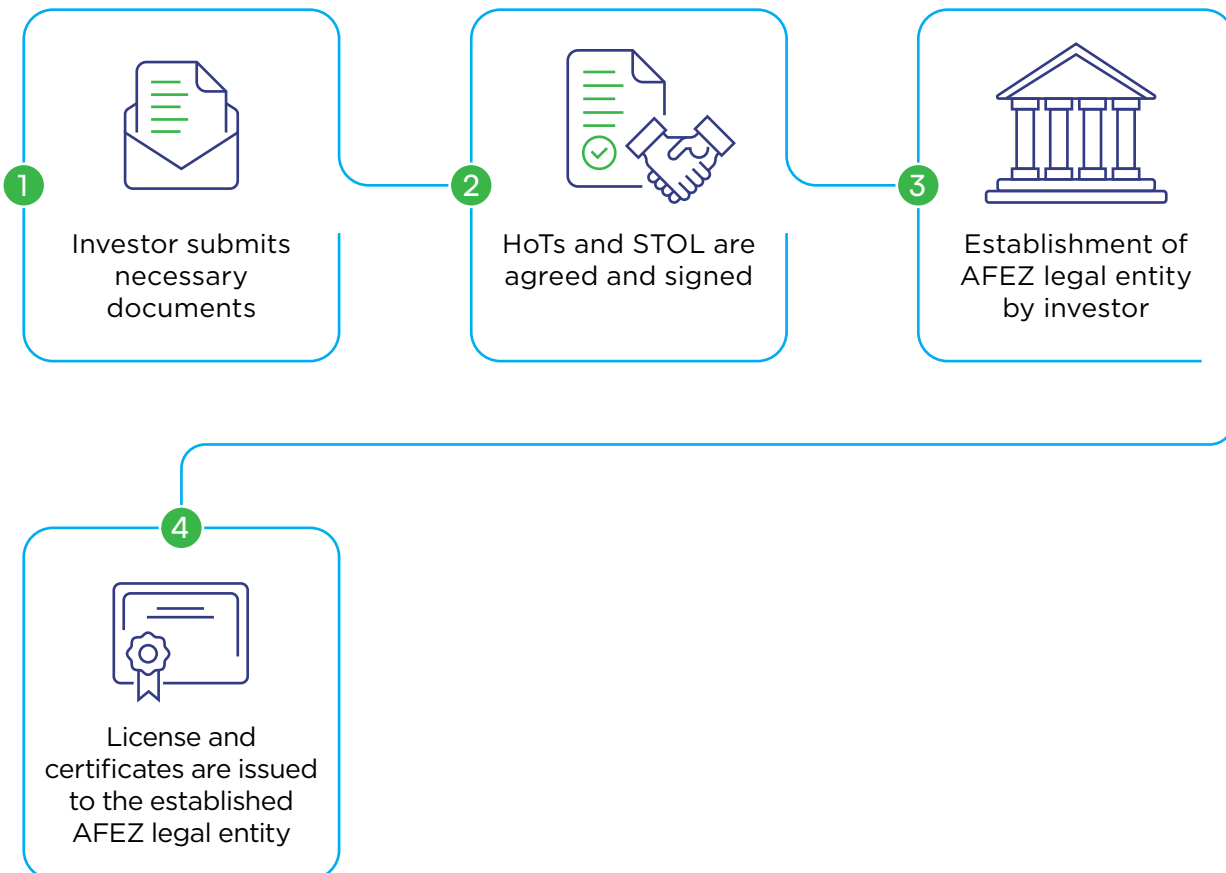 1
Investor submits
necessary
documents
2
HoTs and STOL are
agreed and signed
3
Establishment of
AFEZ legal entity
by investor
4
License and
certificates are issued
to the established
AFEZ legal entity